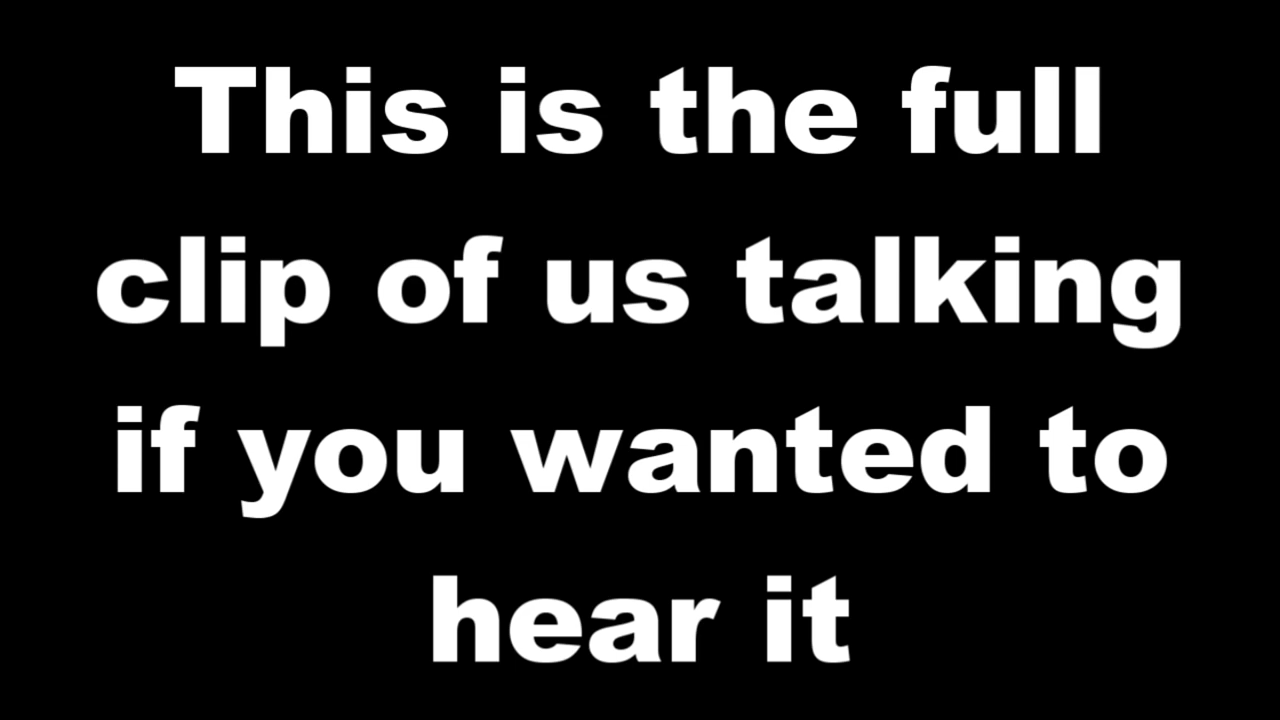 This is the full
clip of us talking
if you wanted to
hear it